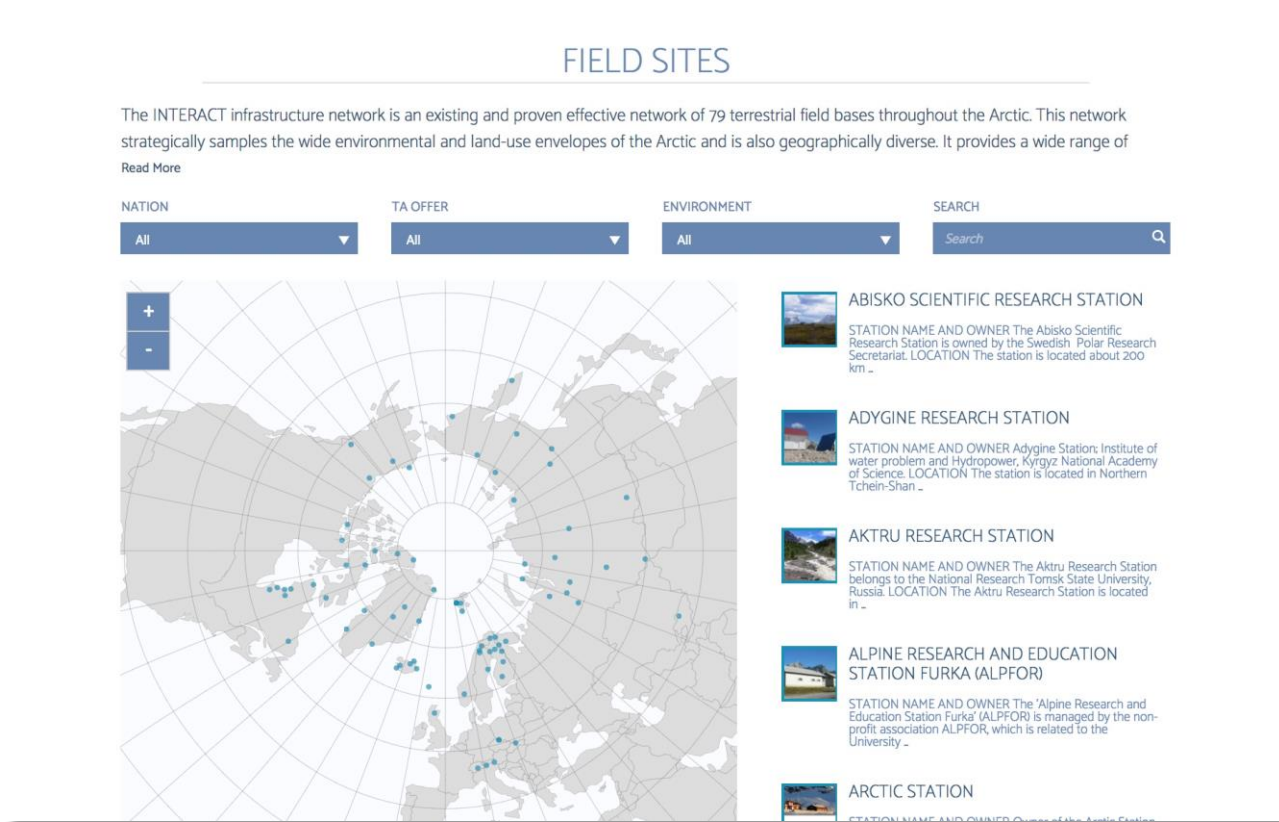 FIELD SITES
The INTERACT infrastructure network is an existing and proven effective network of 79 terrestrial field bases throughout the Arctic. This network
strategically samples the wide environmental and land-use envelopes of the Arctic and is also geographically diverse. It provides a wide range of
Read More
NATION
TA OFFER
ENVIRONMENT
SEARCH
All
All
All
Search
+
-
ABISKO SCIENTIFIC RESEARCH STATION
STATION NAME AND OWNER The Abisko Scientific
Research Station is owned by the Swedish Polar Research
Secretariat. LOCATION The station is located about 200
km ...
ADYGINE RESEARCH STATION
STATION NAME AND OWNER Adygine Station; Institute of
water problem and Hydropower, Kyrgyz National Academy
of Science. LOCATION The station is located in Northern
Tchein-Shan ...
AKTRU RESEARCH STATION
STATION NAME AND OWNER The Aktru Research Station
belongs to the National Research Tomsk State University,
Russia. LOCATION The Aktru Research Station is located
in ...
ALPINE RESEARCH AND EDUCATION
STATION FURKA (ALPFOR)
STATION NAME AND OWNER The 'Alpine Research and
Education Station Furka' (ALPFOR) is managed by the non-
profit association ALPFOR, which is related to the
University ...
ARCTIC STATION
STATION NAME AND OWNER Owner of the Arctic Station